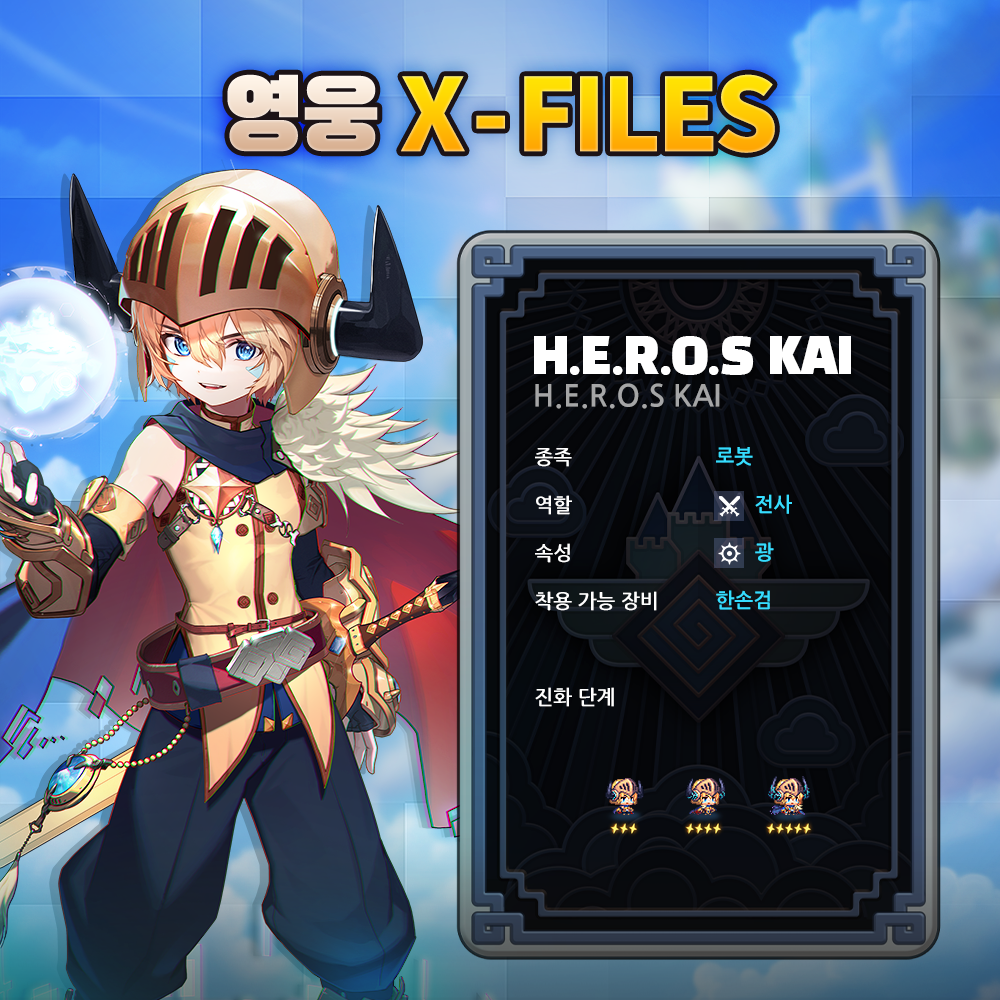 영웅 X-FILES
H.E.R.O.S KAI
H.E.R.O.S KAI
종족 로봇
역할 전사
속성 광
착용 가능 장비 한손검
진화 단계